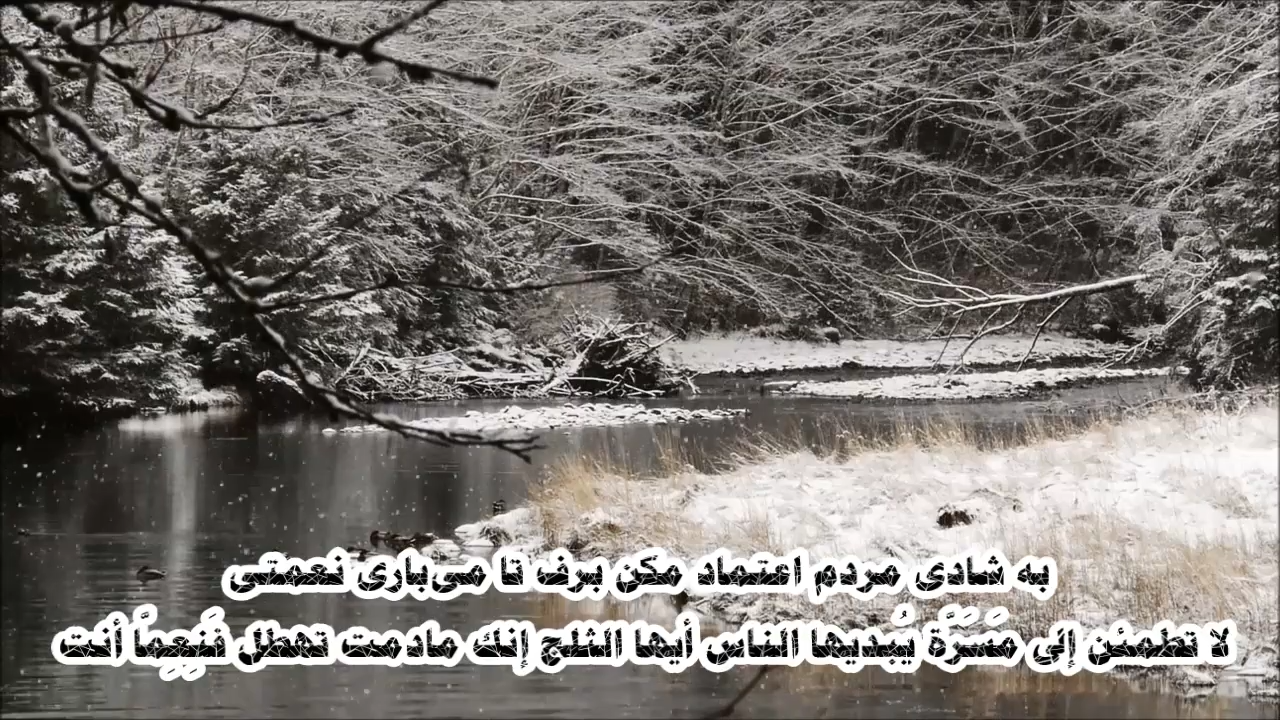 به شادی مردم اعتماد مکن برف تا می‌باری نعمتی
لا تطمئن إلى مَسَرَّة يُبديها الناس أيها الثلج إنك مادمت تهطل فَنِعِماً أنت